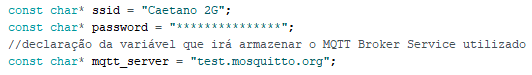 const char* ssid = "Caetano 2G";
const char* password = "***************";
//declaração da variável que irá armazenar o MQTT Broker Service utilizado
const char* mqtt_server = "test.mosquitto.org";